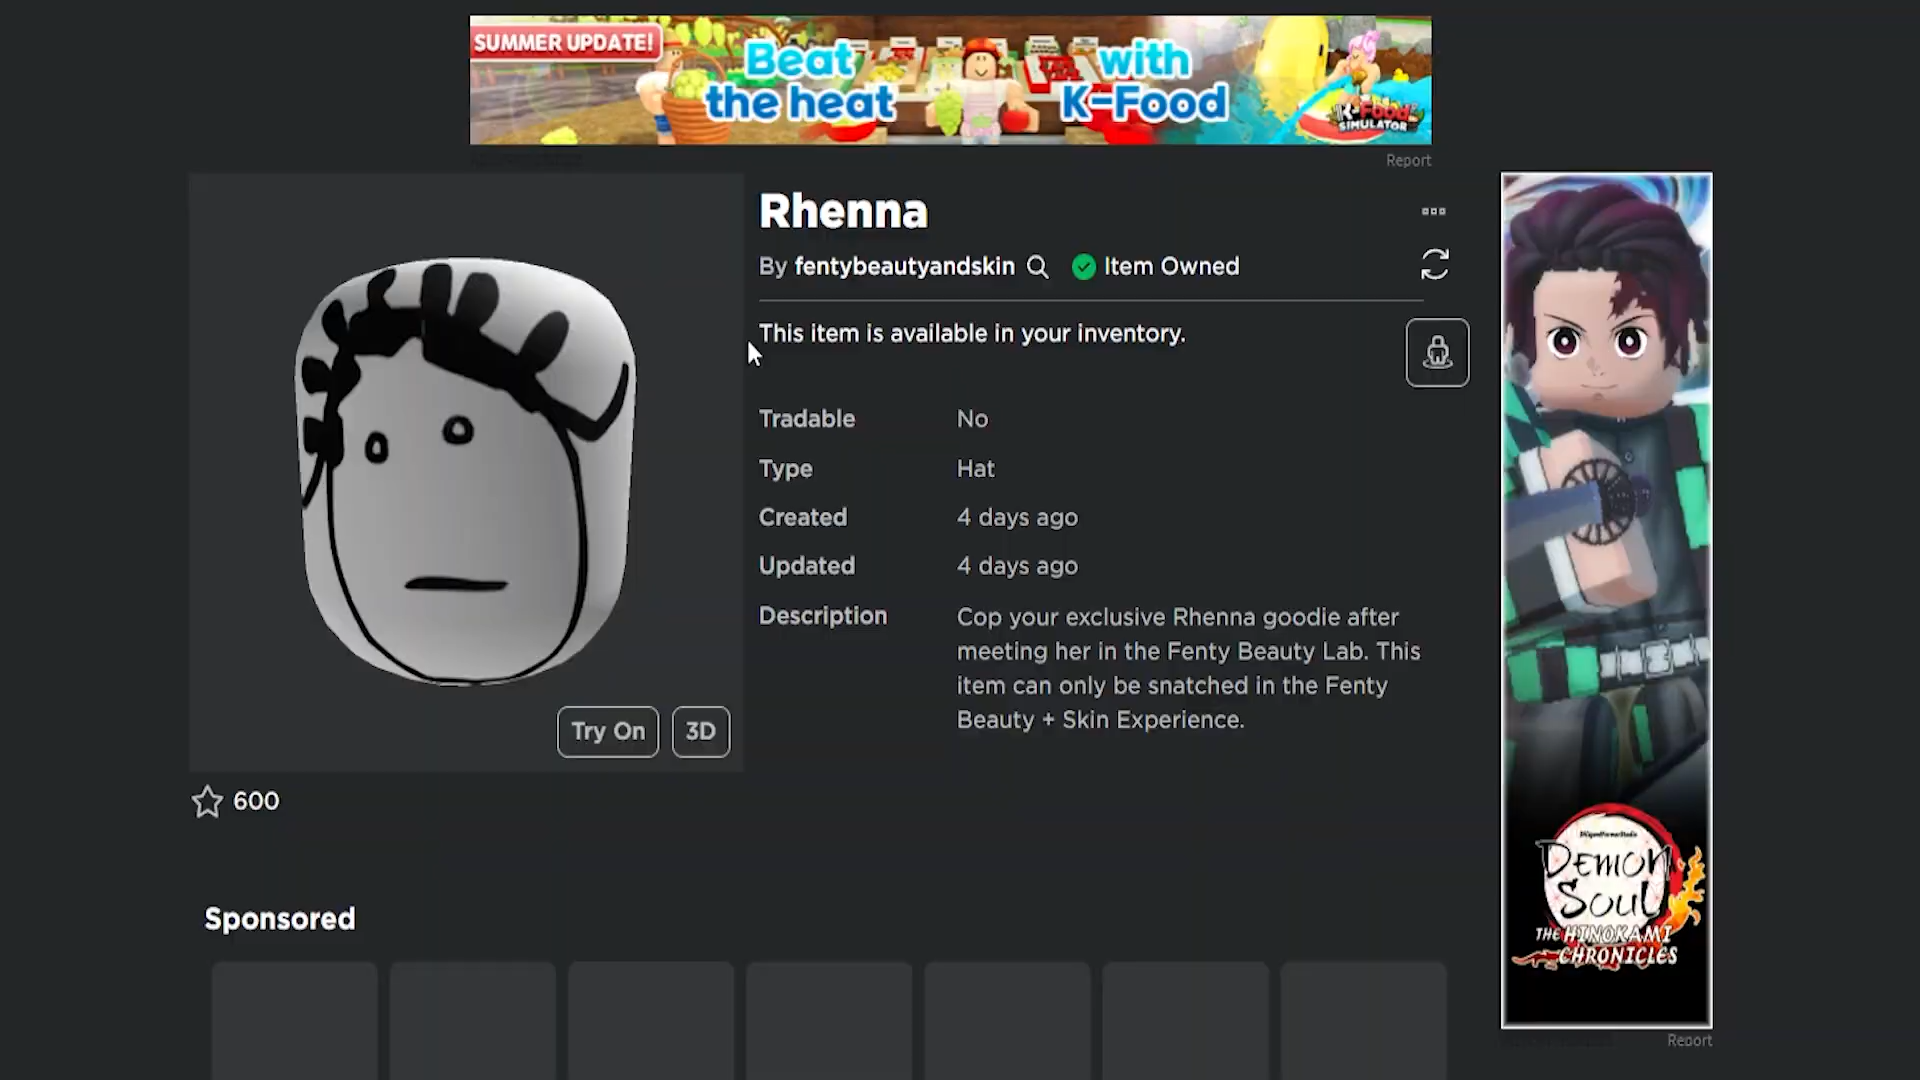 SUMMER UPDATE!
Beat the heat with K-Food
K-Food SIMULATOR
Report
Rhenna
By fentybeautyandskin Item Owned
This item is available in your inventory.
Tradable No
Type Hat
Created 4 days ago
Updated 4 days ago
Description Cop your exclusive Rhenna goodie after
meeting her in the Fenty Beauty Lab. This
item can only be snatched in the Fenty
Beauty + Skin Experience.
Try On 3D
600
Sponsored
DEMON
SOUL
THE HINOKAMI
CHRONICLES
Report